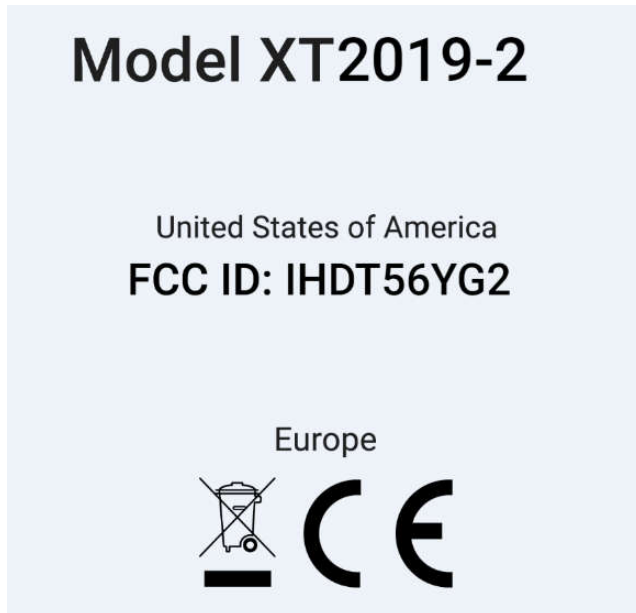 Model XT2019-2
United States of America
FCC ID: IHDT56YG2
Europe
CE